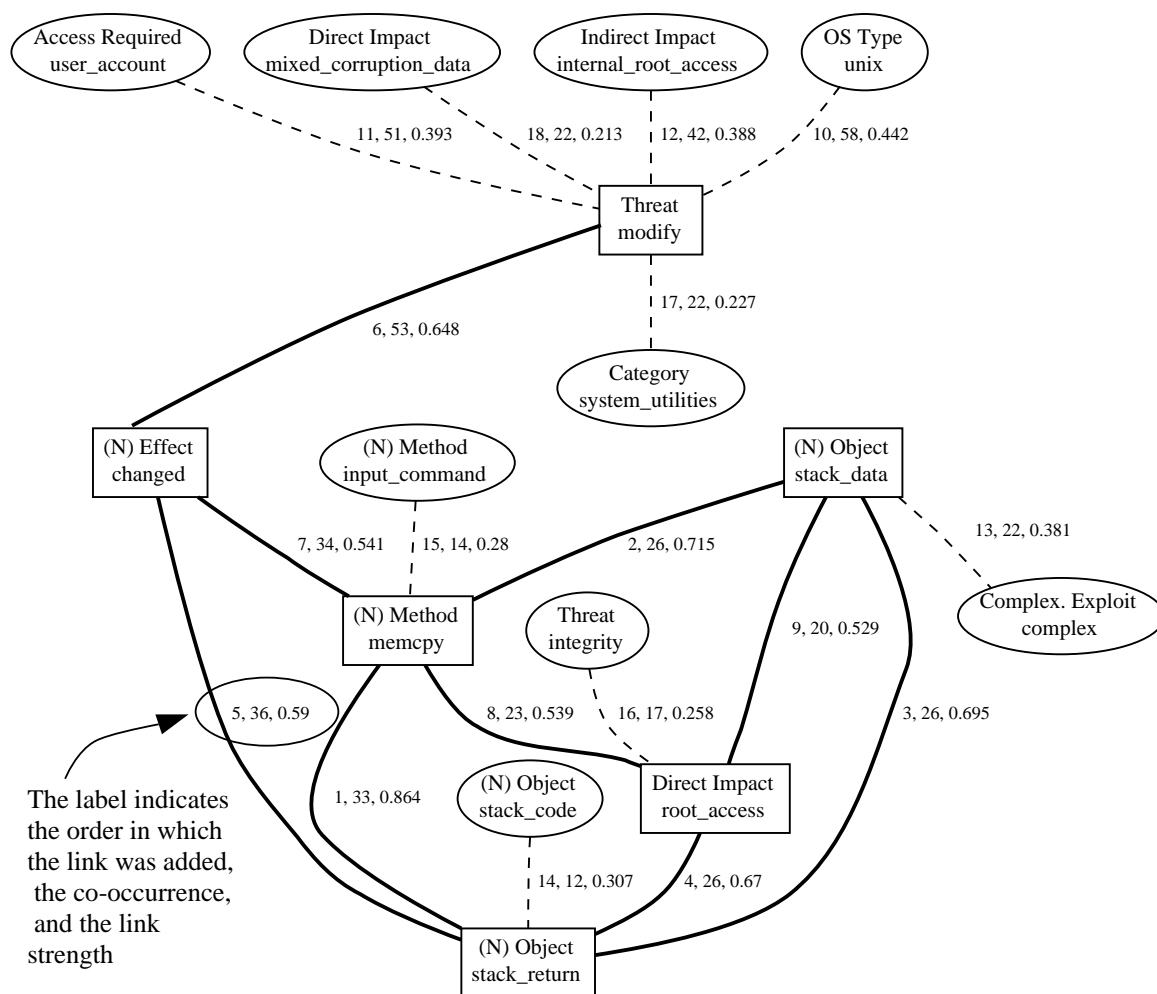 Access Required
user_account
Direct Impact
mixed_corruption_data
Indirect Impact
internal_root_access
OS Type
unix
11, 51, 0.393
18, 22, 0.213
12, 42, 0.388
10, 58, 0.442
Threat
modify
17, 22, 0.227
6, 53, 0.648
Category
system_utilities
(N) Effect
changed
(N) Method
input_command
(N) Object
stack_data
7, 34, 0.541
15, 14, 0.28
2, 26, 0.715
13, 22, 0.381
(N) Method
memcpy
Threat
integrity
9, 20, 0.529
Complex. Exploit
complex
5, 36, 0.59
8, 23, 0.539
16, 17, 0.258
3, 26, 0.695
The label indicates
the order in which
the link was added,
the co-occurrence,
and the link
strength
1, 33, 0.864
(N) Object
stack_code
Direct Impact
root_access
14, 12, 0.307
4, 26, 0.67
(N) Object
stack_return